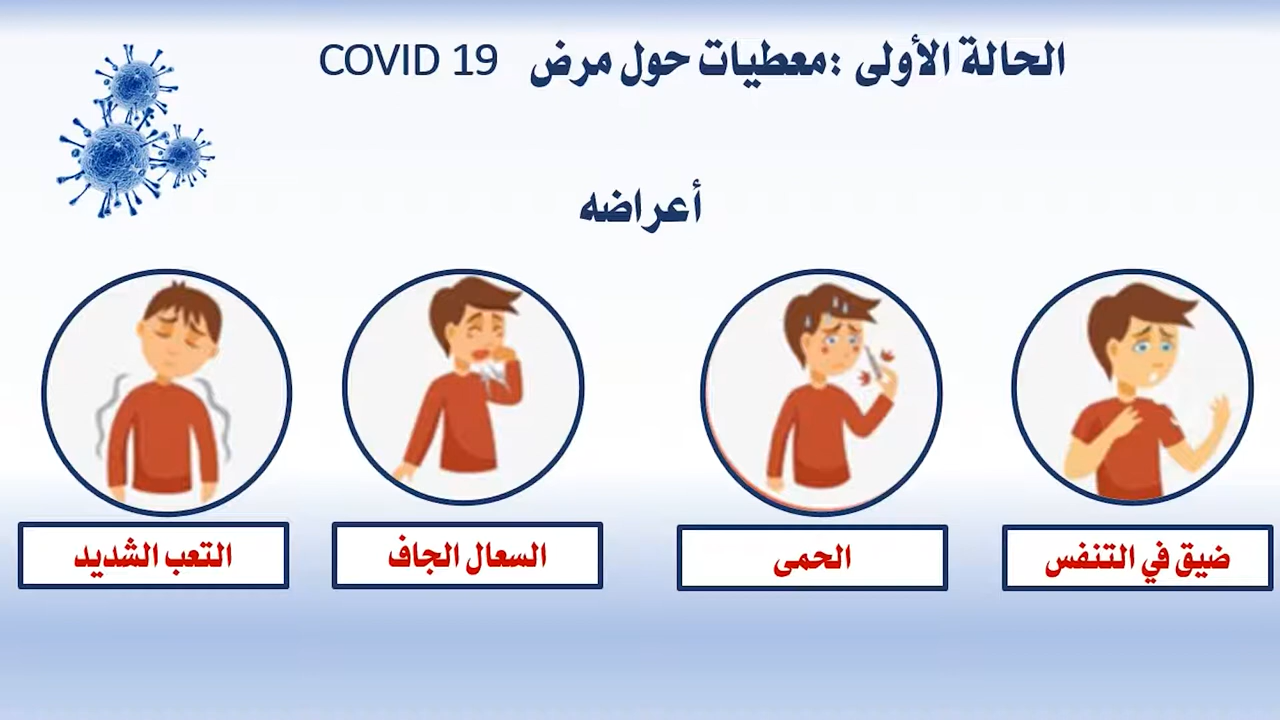 الحالة الأولى :معطيات حول مرض COVID 19
أعراضه
ضيق في التنفس
الحمى
السعال الجاف
التعب الشديد